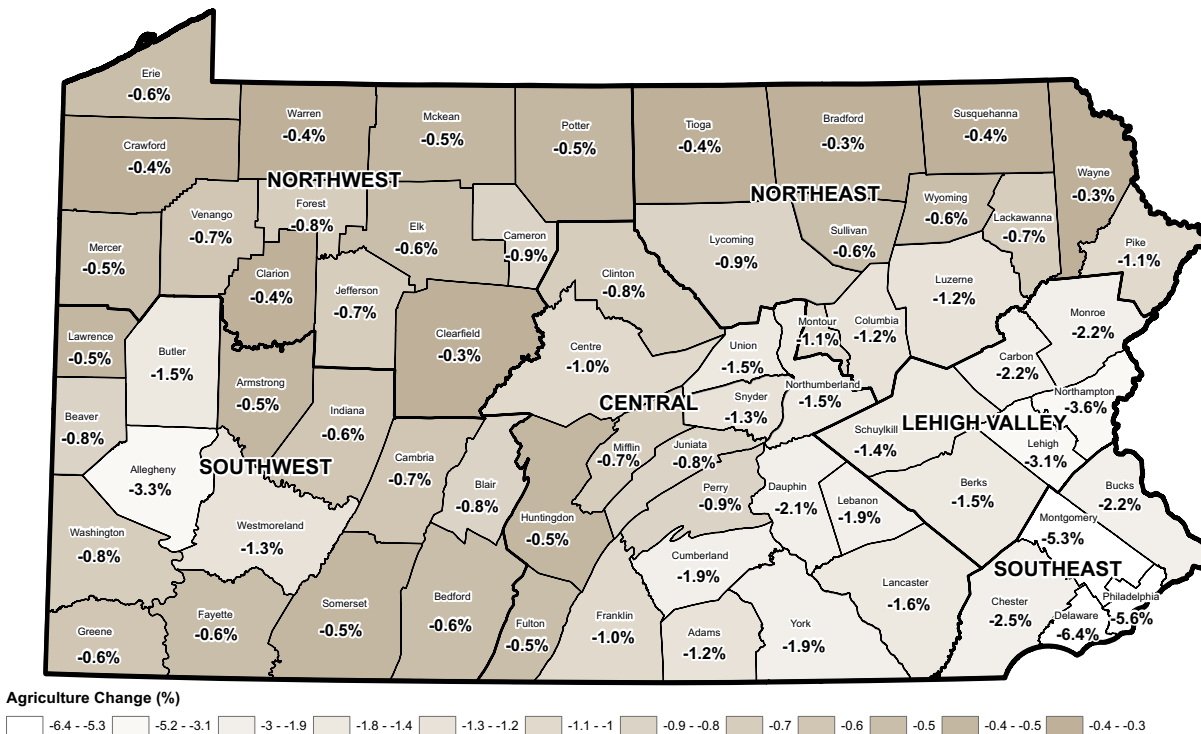 Erie
-0.6%
Crawford
-0.4%
Warren
-0.4%
Mckean
-0.5%
Potter
-0.5%
Tioga
-0.4%
Bradford
-0.3%
Susquehanna
-0.4%
Wayne
-0.3%
NORTHWEST
NORTHEAST
Venango
-0.7%
Forest
-0.8%
Elk
-0.6%
Cameron
-0.9%
Mercer
-0.5%
Clarion
-0.4%
Jefferson
-0.7%
Clinton
-0.8%
Lycoming
-0.9%
Sullivan
-0.6%
Wyoming
-0.6%
Lackawanna
-0.7%
Pike
-1.1%
Luzerne
-1.2%
Lawrence
-0.5%
Butler
-1.5%
Clearfield
-0.3%
Centre
-1.0%
Union
-1.5%
Montour
-1.1%
Columbia
-1.2%
Monroe
-2.2%
Carbon
-2.2%
Armstrong
-0.5%
Indiana
-0.6%
CENTRAL
Snyder
-1.3%
Northumberland
-1.5%
Northampton
-3.6%
Beaver
-0.8%
LEHIGH-VALLEY
Schuylkill
-1.4%
Lehigh
-3.1%
Allegheny
-3.3%
SOUTHWEST
Cambria
-0.7%
Blair
-0.8%
Mifflin
-0.7%
Juniata
-0.8%
Perry
-0.9%
Dauphin
-2.1%
Lebanon
-1.9%
Berks
-1.5%
Bucks
-2.2%
Washington
-0.8%
Westmoreland
-1.3%
Huntingdon
-0.5%
Montgomery
-5.3%
Cumberland
-1.9%
SOUTHEAST
Lancaster
-1.6%
Chester
-2.5%
Delaware
-6.4%
Philadelphia
-5.6%
Greene
-0.6%
Fayette
-0.6%
Somerset
-0.5%
Bedford
-0.6%
Fulton
-0.5%
Franklin
-1.0%
Adams
-1.2%
York
-1.9%
Agriculture Change (%)
-6.4 - -5.3 -5.2 - -3.1 -3 - -1.9 -1.8 - -1.4 -1.3 - -1.2 -1.1 - -1 -0.9 - -0.8 -0.7 -0.6 -0.5 -0.4 - -0.5 -0.4 - -0.3